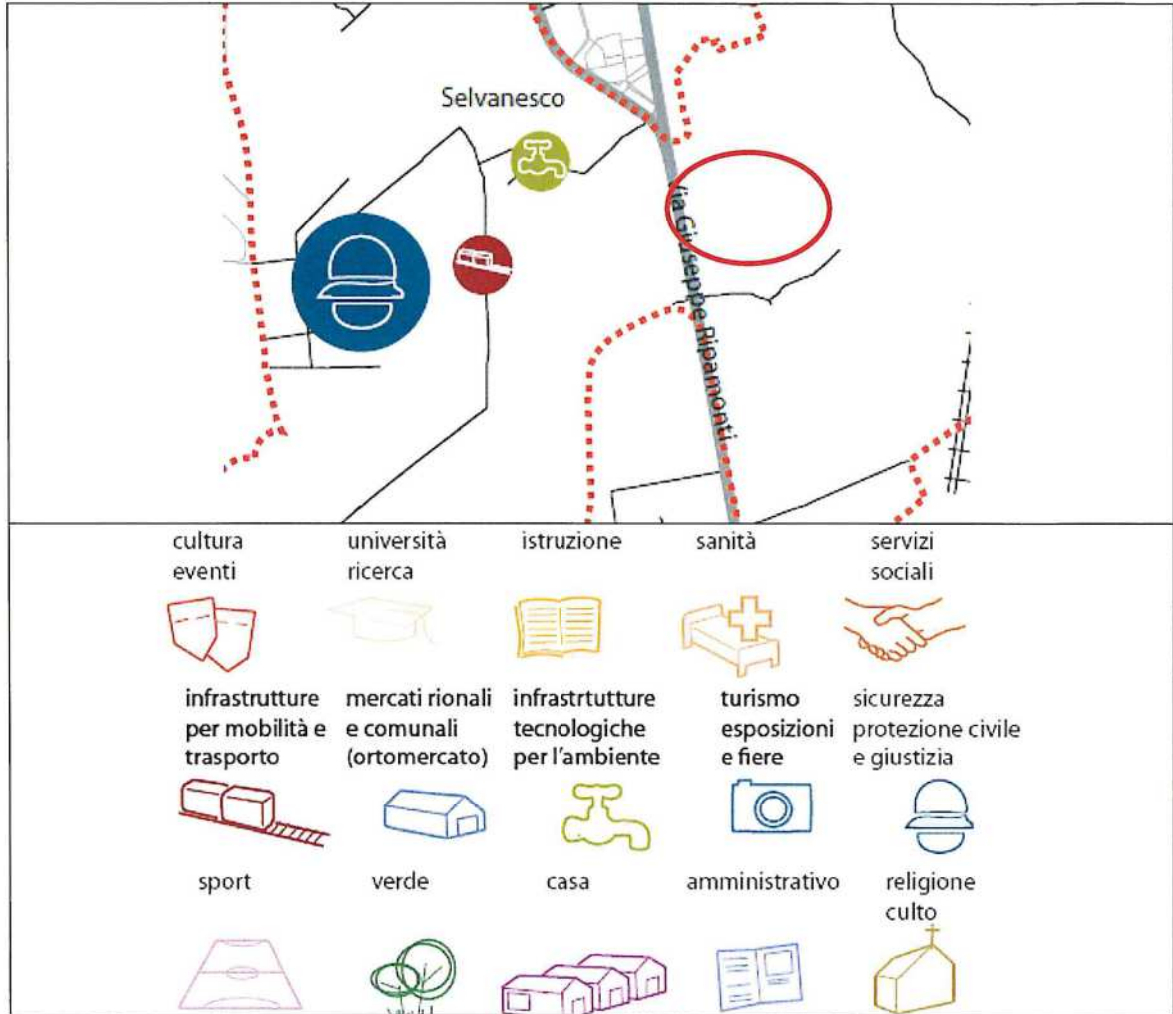 Selvanesco
Via Giuseppe Ripamonti
cultura
eventi
università
ricerca
istruzione
sanità
servizi
sociali
infrastrutture
per mobilità e
trasporto
mercati rionali
e comunali
(ortomercato)
infrastrtutture
tecnologiche
per l'ambiente
turismo
esposizioni
e fiere
sicurezza
protezione civile
e giustizia
sport
verde
casa
amministrativo
religione
culto